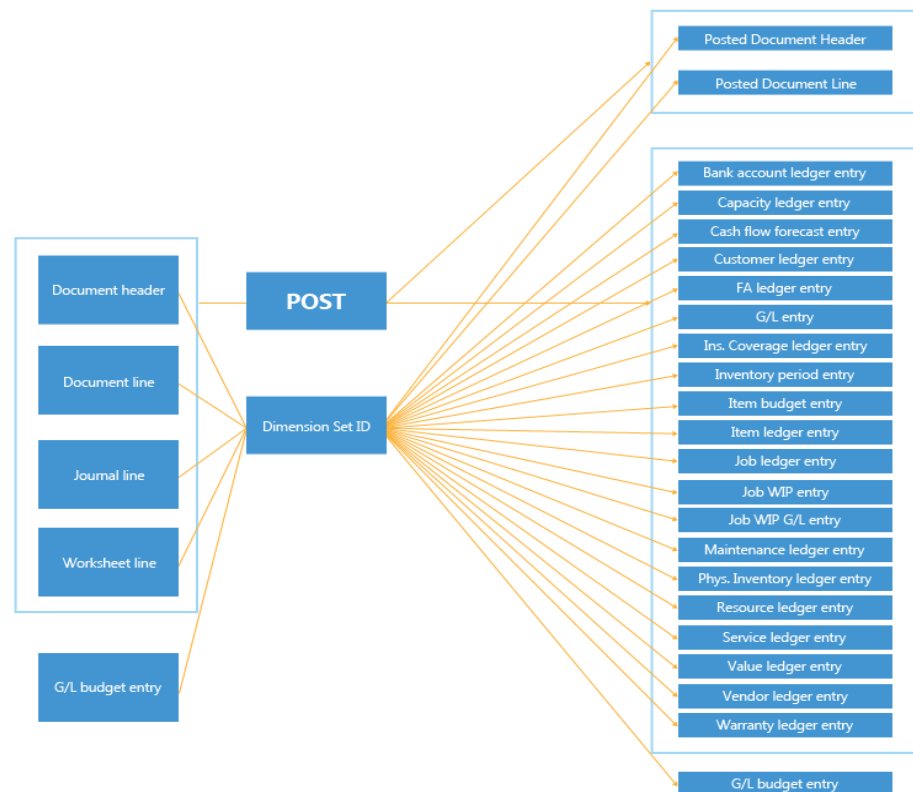 Document header
Document line
Journal line
Worksheet line
G/L budget entry
POST
Dimension Set ID
Posted Document Header
Posted Document Line
Bank account ledger entry
Capacity ledger entry
Cash flow forecast entry
Customer ledger entry
FA ledger entry
G/L entry
Ins. Coverage ledger entry
Inventory period entry
Item budget entry
Item ledger entry
Job ledger entry
Job WIP entry
Job WIP G/L entry
Maintenance ledger entry
Phys. Inventory ledger entry
Resource ledger entry
Service ledger entry
Value ledger entry
Vendor ledger entry
Warranty ledger entry
G/L budget entry